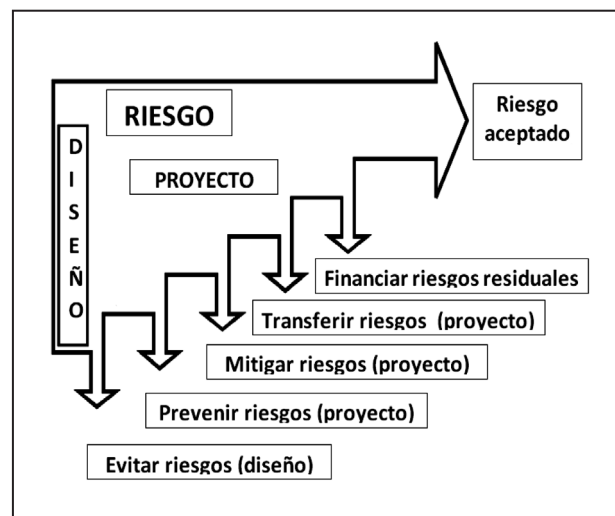 RIESGO
Riesgo
aceptado
DISEÑO
PROYECTO
Financiar riesgos residuales
Transferir riesgos (proyecto)
Mitigar riesgos (proyecto)
Prevenir riesgos (proyecto)
Evitar riesgos (diseño)